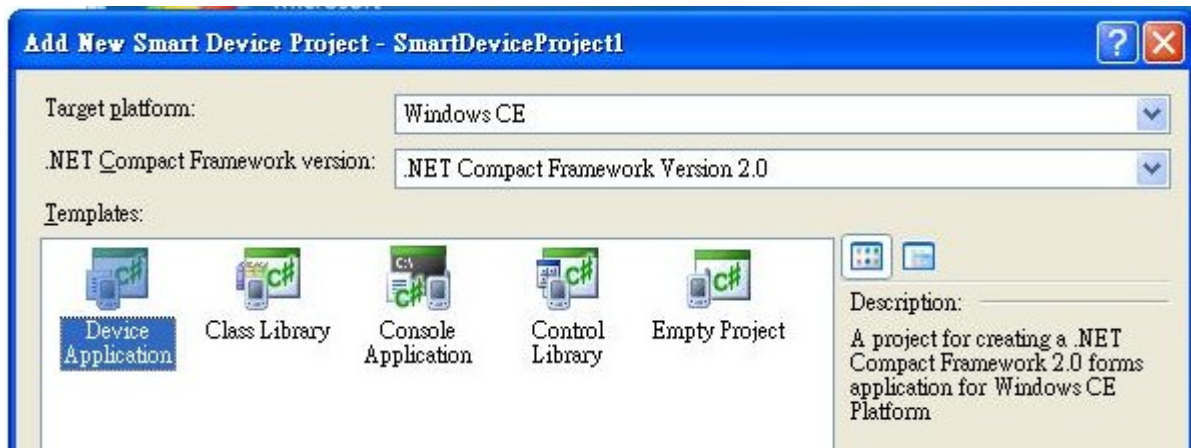 Add New Smart Device Project - SmartDeviceProject1
Target platform:
Windows CE
.NET Compact Framework version:
.NET Compact Framework Version 2.0
Templates:
C#
C#
C:\
C#
C#
C#
Device
Application
Class Library
Console
Application
Control
Library
Empty Project
Description:
A project for creating a .NET
Compact Framework 2.0 forms
application for Windows CE
Platform